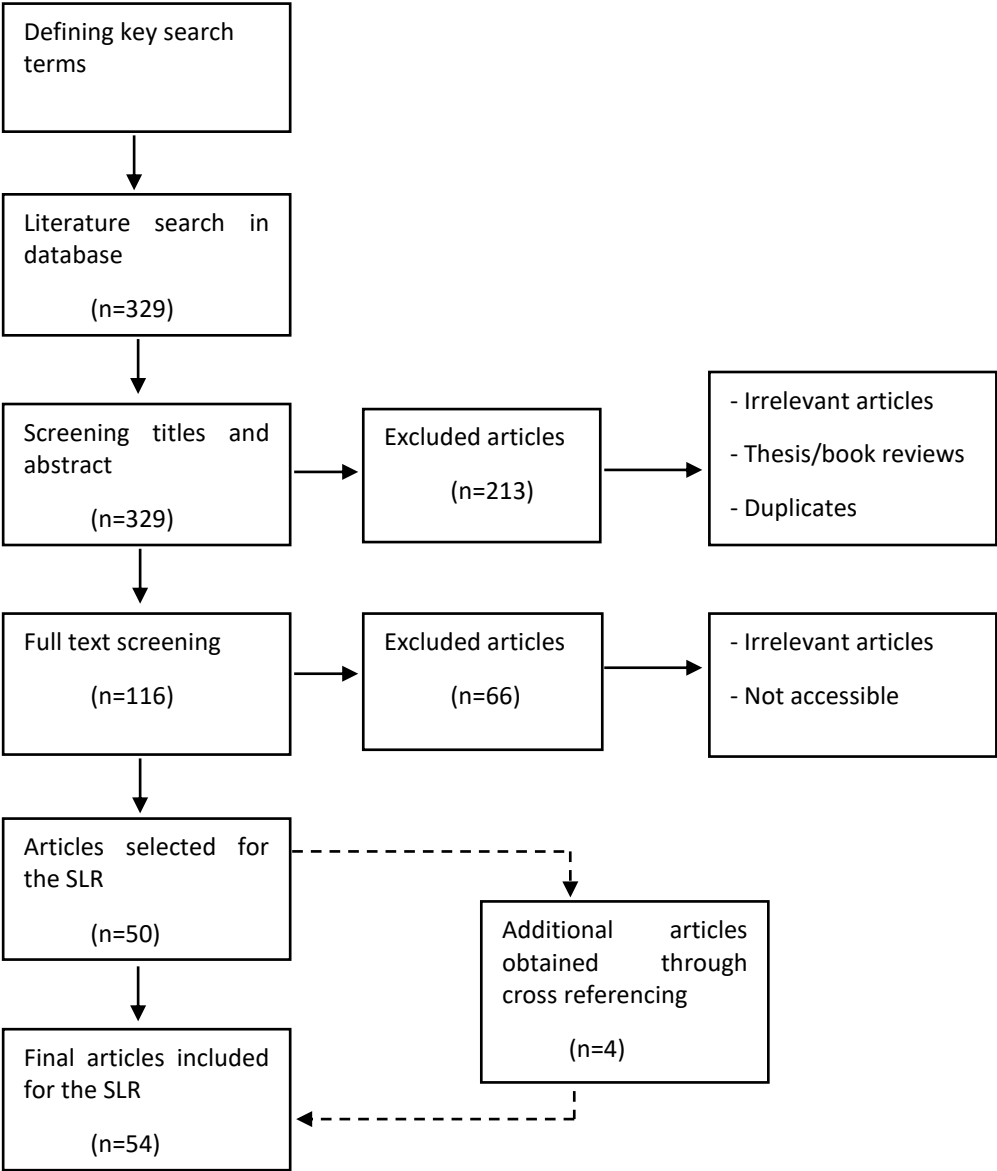 Defining key search
terms
Literature search in
database
(n=329)
Screening titles and
abstract
(n=329)
Excluded articles
(n=213)
- Irrelevant articles
- Thesis/book reviews
- Duplicates
Full text screening
(n=116)
Excluded articles
(n=66)
- Irrelevant articles
- Not accessible
Articles selected for
the SLR
(n=50)
Additional articles
obtained through
cross referencing
(n=4)
Final articles included
for the SLR
(n=54)